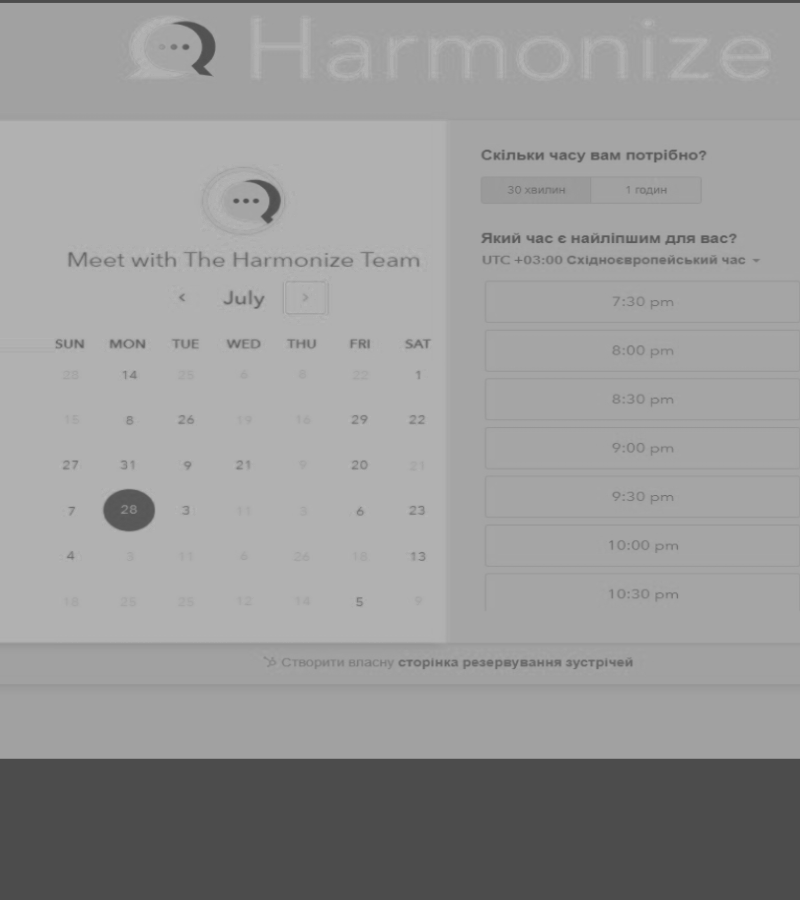 Harmonize
Meet with The Harmonize Team
July
SUN MON TUE WED THU FRI SAT
28 14 25 6 8 22 1
15 8 26 19 16 29 22
27 31 9 21 9 20 21
7 28 3 11 3 6 23
4 3 11 6 26 18 13
18 25 25 12 14 5 9
Скільки часу вам потрібно?
30 хвилин 1 годин
Який час є найліпшим для вас?
UTC +03:00 Східноєвропейський час
7:30 pm
8:00 pm
8:30 pm
9:00 pm
9:30 pm
10:00 pm
10:30 pm
Створити власну сторінка резервування зустрічей